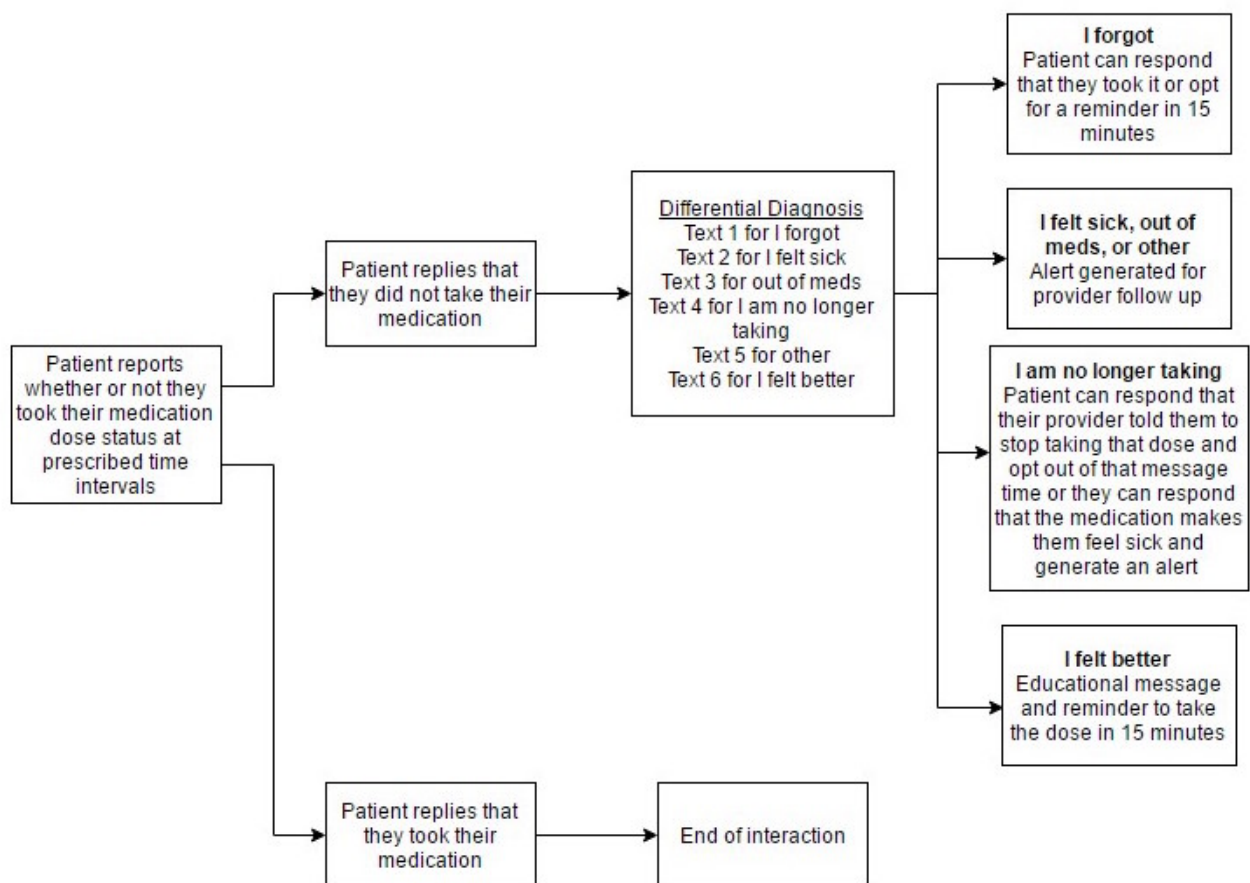 Patient reports
whether or not they
took their medication
dose status at
prescribed time
intervals
Patient replies that
they did not take their
medication
Differential Diagnosis
Text 1 for I forgot
Text 2 for I felt sick
Text 3 for out of meds
Text 4 for I am no longer
taking
Text 5 for other
Text 6 for I felt better
I forgot
Patient can respond
that they took it or opt
for a reminder in 15
minutes
I felt sick, out of
meds, or other
Alert generated for
provider follow up
I am no longer taking
Patient can respond that
their provider told them to
stop taking that dose and
opt out of that message
time or they can respond
that the medication makes
them feel sick and
generate an alert
I felt better
Educational message
and reminder to take
the dose in 15 minutes
Patient replies that
they took their
medication
End of interaction